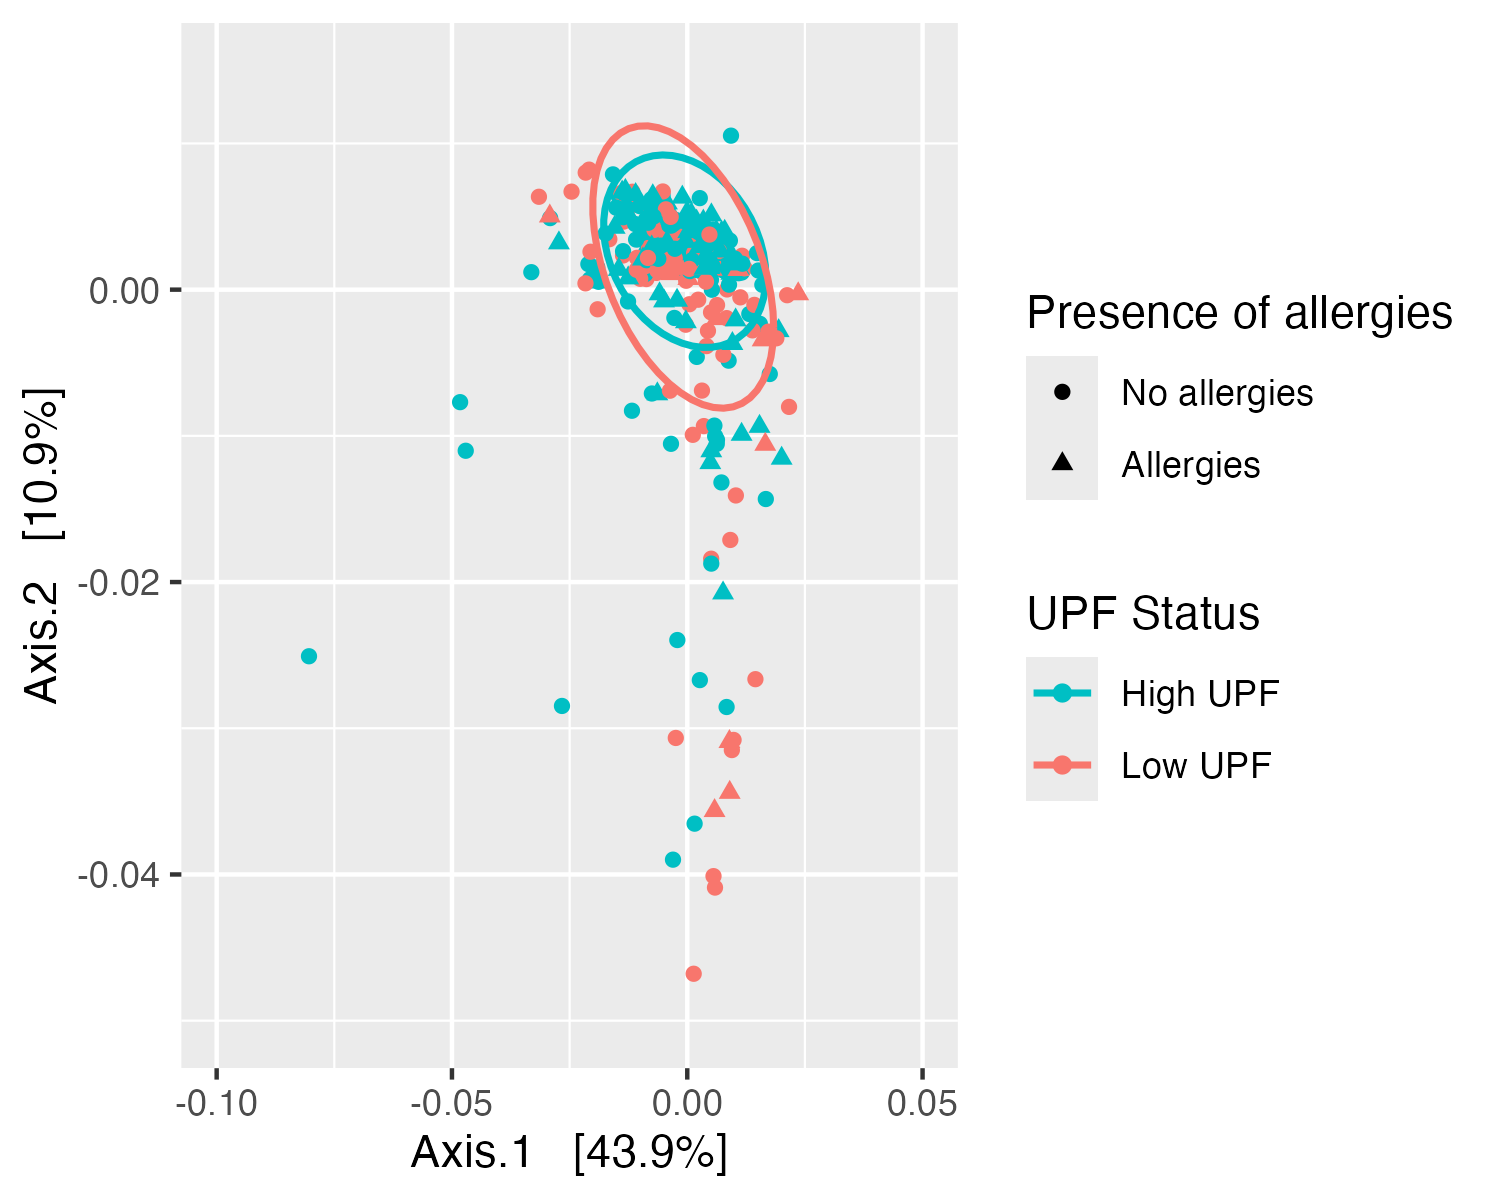 0.00
-0.02
-0.04
-0.10
-0.05
0.00
0.05
Axis.1 [43.9%]
Axis.2 [10.9%]
Presence of allergies
No allergies
Allergies
UPF Status
High UPF
Low UPF